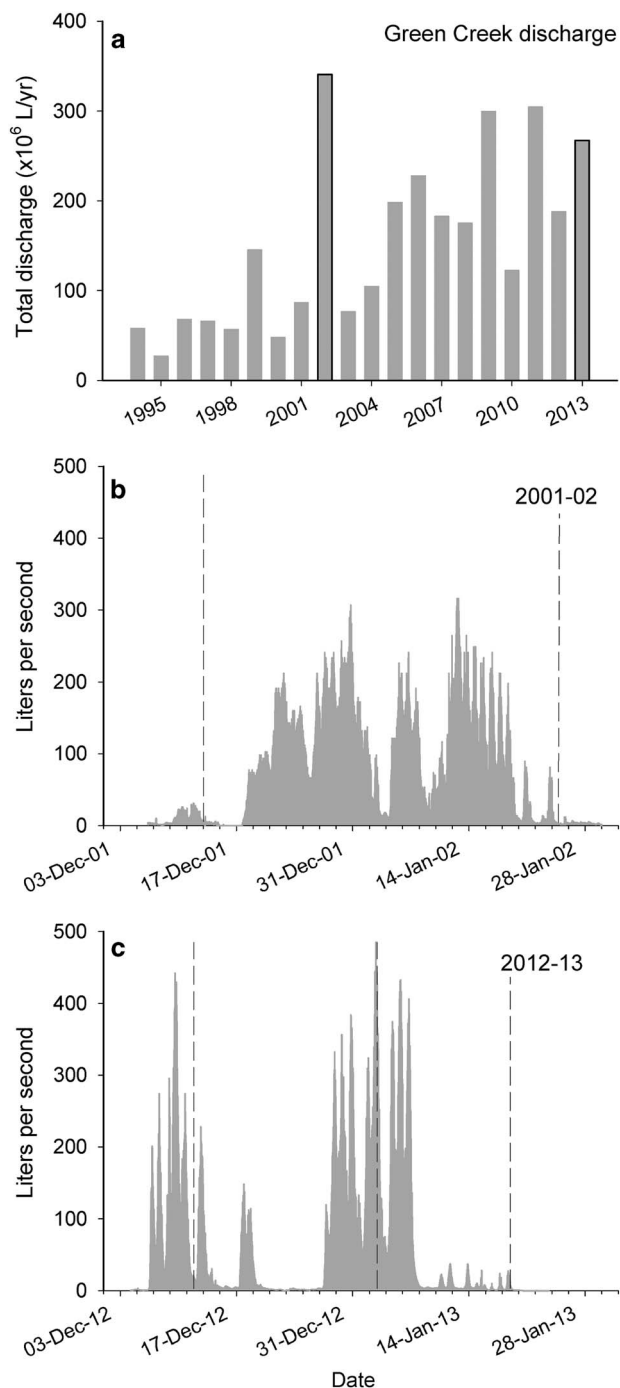 a
Green Creek discharge
Total discharge (x10⁶ L/yr)
400
300
200
100
0
1995
1998
2001
2004
2007
2010
2013
b
2001-02
Liters per second
500
400
300
200
100
0
03-Dec-01
17-Dec-01
31-Dec-01
14-Jan-02
28-Jan-02
c
2012-13
Liters per second
500
400
300
200
100
0
03-Dec-12
17-Dec-12
31-Dec-12
14-Jan-13
28-Jan-13
Date